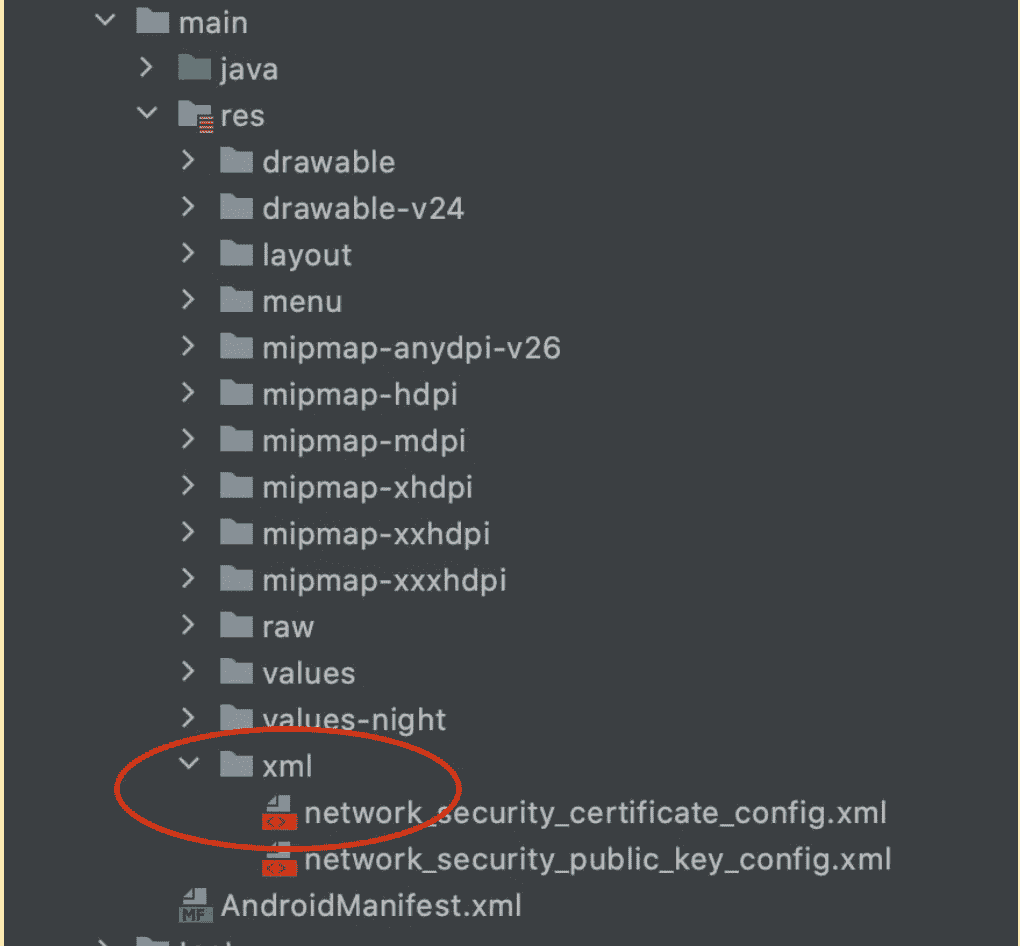 main
java
res
drawable
drawable-v24
layout
menu
mipmap-anydpi-v26
mipmap-hdpi
mipmap-mdpi
mipmap-xhdpi
mipmap-xxhdpi
mipmap-xxxhdpi
raw
values
values-night
xml
<> network_security_certificate_config.xml
<> network_security_public_key_config.xml
MF AndroidManifest.xml